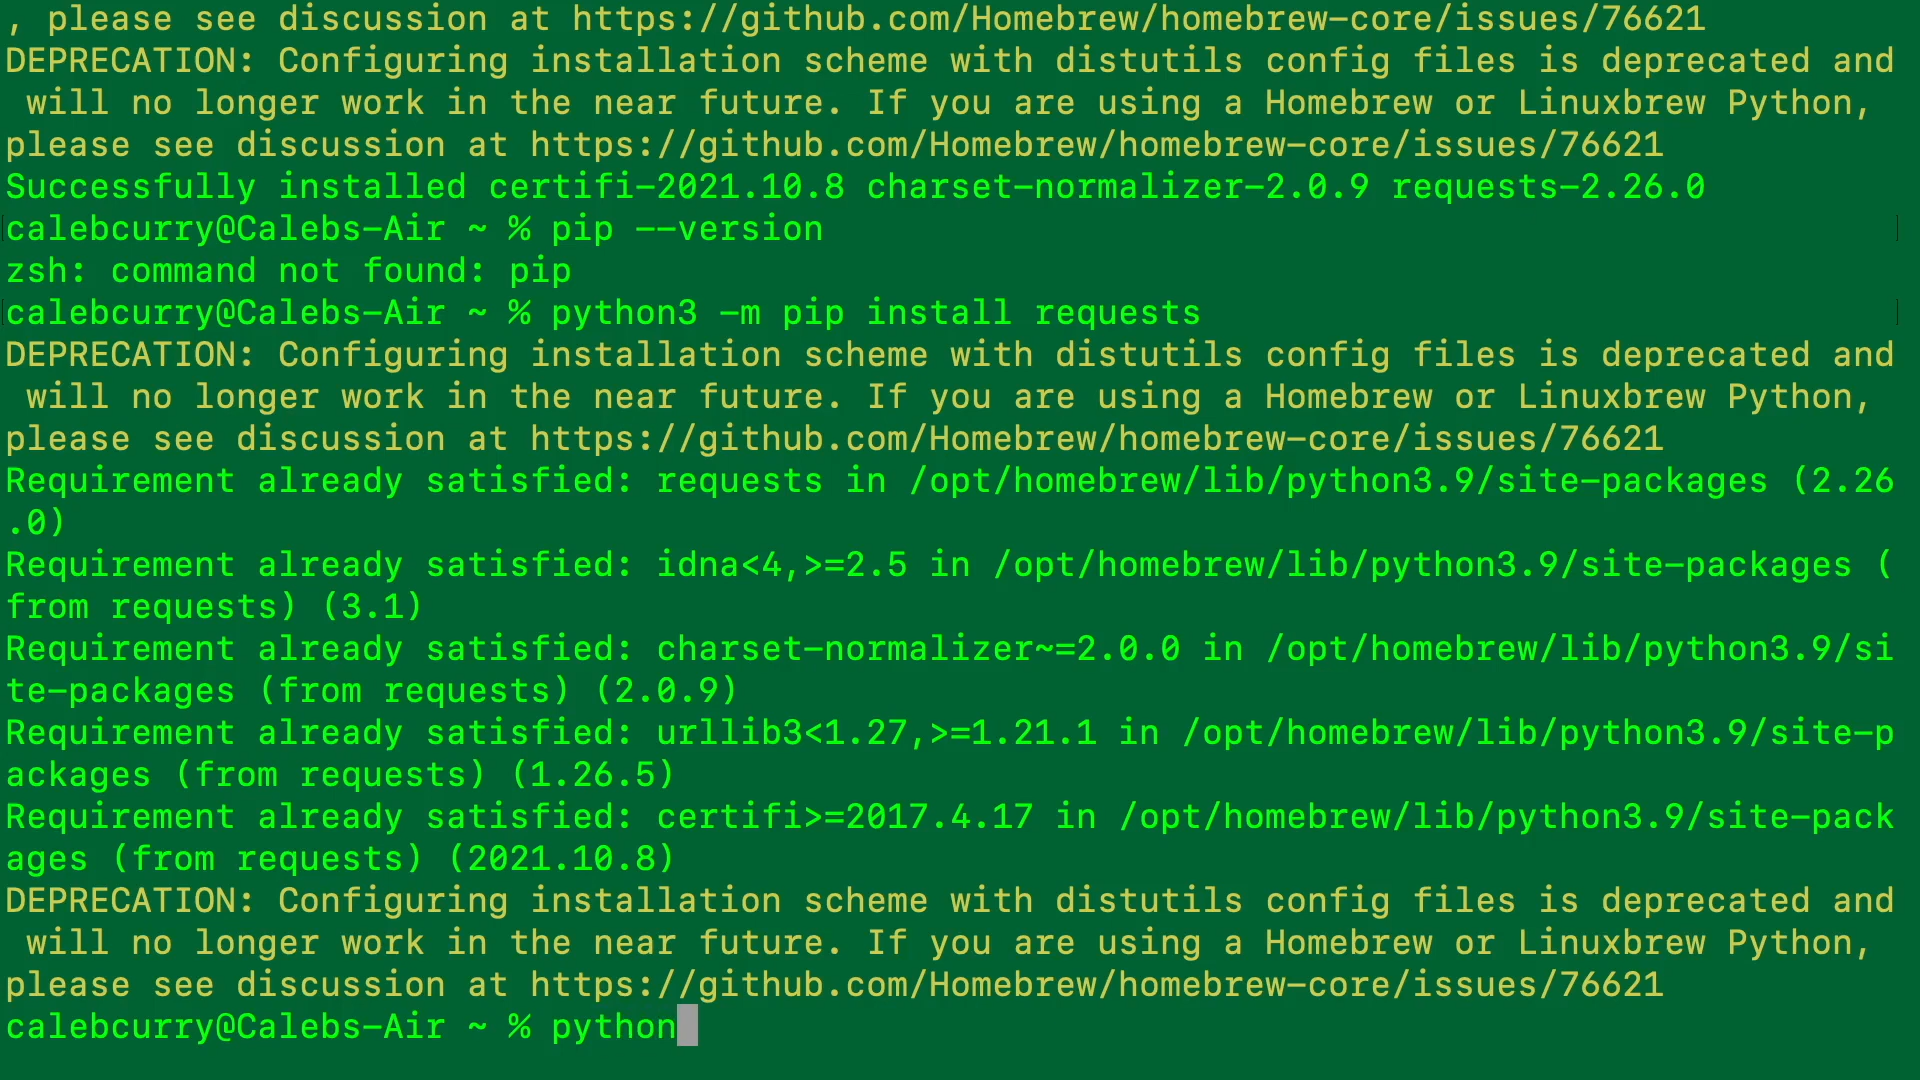 , please see discussion at https://github.com/Homebrew/homebrew-core/issues/76621
DEPRECATION: Configuring installation scheme with distutils config files is deprecated and
will no longer work in the near future. If you are using a Homebrew or Linuxbrew Python,
please see discussion at https://github.com/Homebrew/homebrew-core/issues/76621
Successfully installed certifi-2021.10.8 charset-normalizer-2.0.9 requests-2.26.0
calebcurry@Calebs-Air ~ % pip --version
zsh: command not found: pip
calebcurry@Calebs-Air ~ % python3 -m pip install requests
DEPRECATION: Configuring installation scheme with distutils config files is deprecated and
will no longer work in the near future. If you are using a Homebrew or Linuxbrew Python,
please see discussion at https://github.com/Homebrew/homebrew-core/issues/76621
Requirement already satisfied: requests in /opt/homebrew/lib/python3.9/site-packages (2.26
.0)
Requirement already satisfied: idna<4,>=2.5 in /opt/homebrew/lib/python3.9/site-packages (
from requests) (3.1)
Requirement already satisfied: charset-normalizer~=2.0.0 in /opt/homebrew/lib/python3.9/si
te-packages (from requests) (2.0.9)
Requirement already satisfied: urllib3<1.27,>=1.21.1 in /opt/homebrew/lib/python3.9/site-p
ackages (from requests) (1.26.5)
Requirement already satisfied: certifi>=2017.4.17 in /opt/homebrew/lib/python3.9/site-pack
ages (from requests) (2021.10.8)
DEPRECATION: Configuring installation scheme with distutils config files is deprecated and
will no longer work in the near future. If you are using a Homebrew or Linuxbrew Python,
please see discussion at https://github.com/Homebrew/homebrew-core/issues/76621
calebcurry@Calebs-Air ~ % python